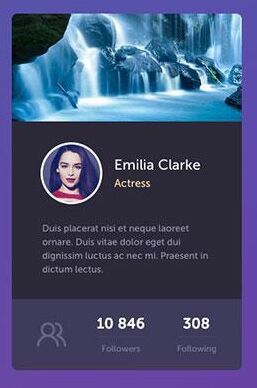 Emilia Clarke
Actress
Duis placerat nisi et neque laoreet
ornare. Duis vitae dolor eget dui
dignissim luctus ac nec mi. Praesent in
dictum lectus.
10 846
308
Followers
Following